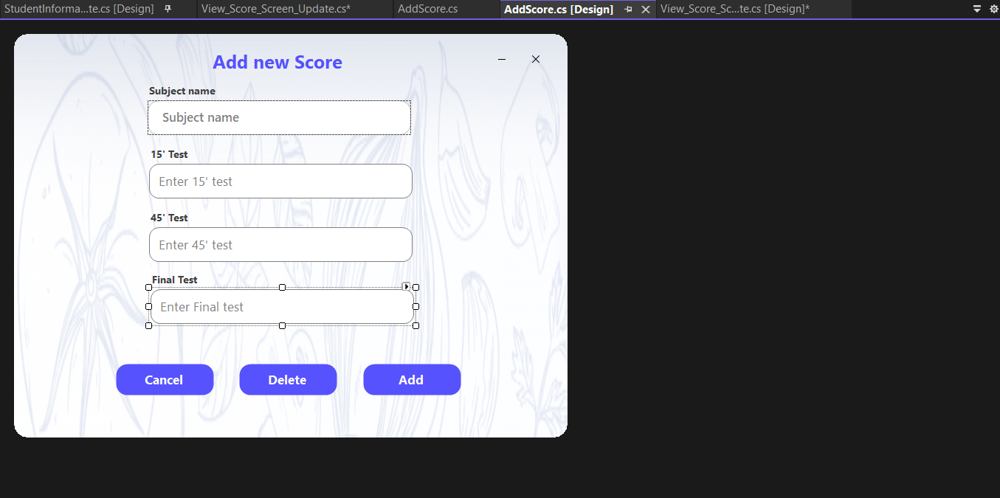 StudentInforma...te.cs [Design] View_Score_Screen_Update.cs* AddScore.cs AddScore.cs [Design] View_Score_Sc...te.cs [Design]*
Add new Score
Subject name
Subject name
15' Test
Enter 15' test
45' Test
Enter 45' test
Final Test
Enter Final test
Cancel Delete Add